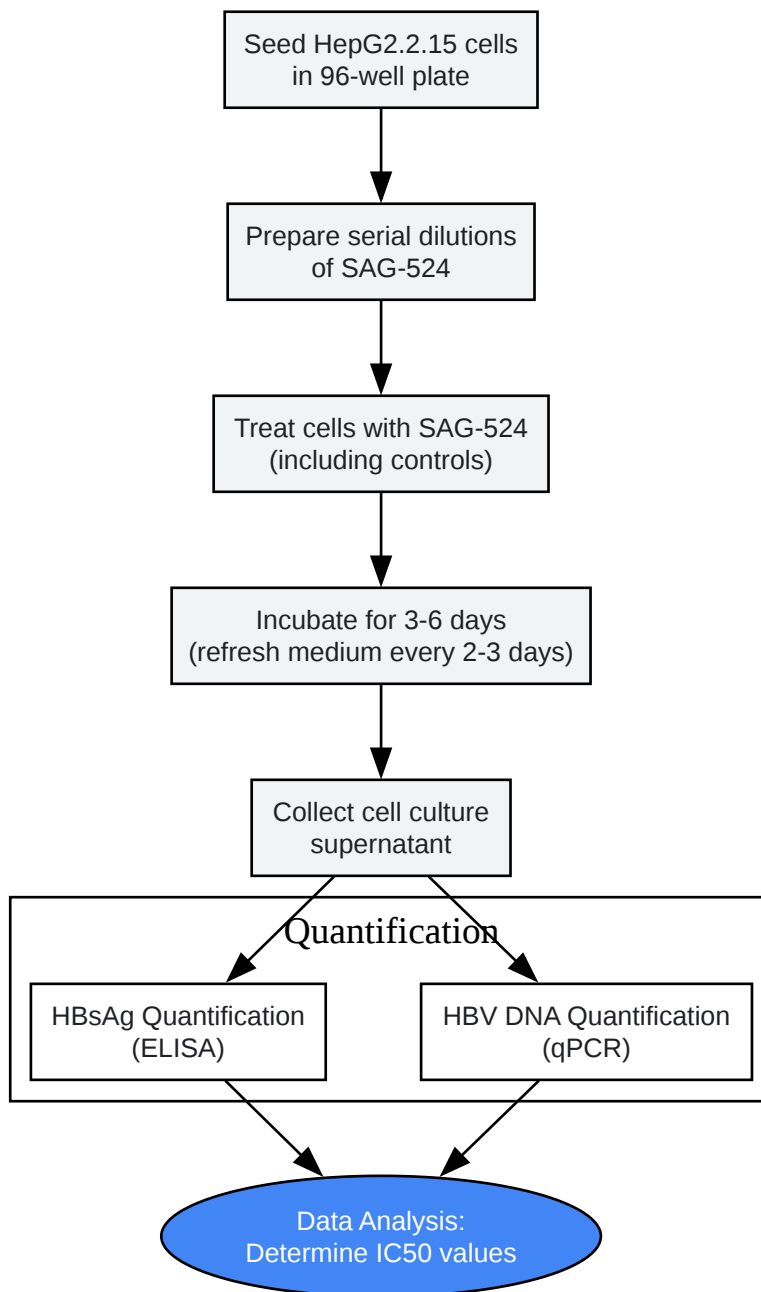 Seed HepG2.2.15 cells
in 96-well plate
Prepare serial dilutions
of SAG-524
Treat cells with SAG-524
(including controls)
Incubate for 3-6 days
(refresh medium every 2-3 days)
Collect cell culture
supernatant
Quantification
HBsAg Quantification
(ELISA)
HBV DNA Quantification
(qPCR)
Data Analysis:
Determine IC50 values